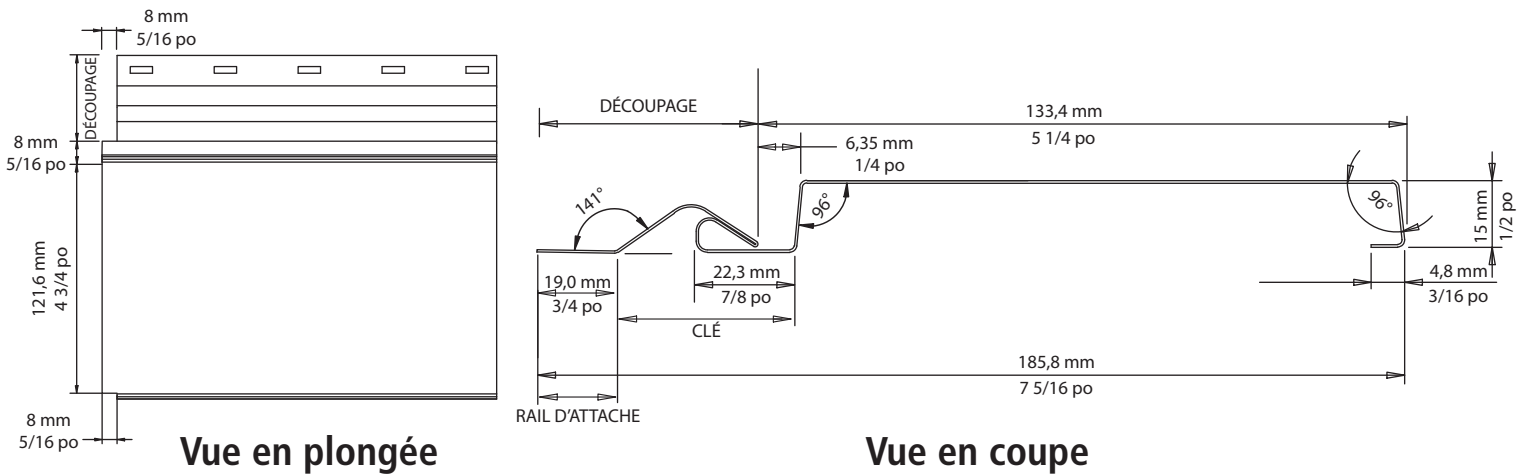 8 mm
5/16 po
DÉCOUPAGE
8 mm
5/16 po
121,6 mm
4 3/4 po
8 mm
5/16 po
Vue en plongée
DÉCOUPAGE
133,4 mm
5 1/4 po
6,35 mm
1/4 po
141°
96°
96°
15 mm
1/2 po
19,0 mm
3/4 po
22,3 mm
7/8 po
4,8 mm
3/16 po
CLÉ
185,8 mm
7 5/16 po
RAIL D'ATTACHE
Vue en coupe